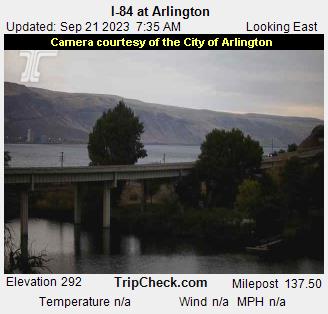 I-84 at Arlington
Updated: Sep 21 2023 7:35 AM Looking East
Camera courtesy of the City of Arlington
Elevation 292 TripCheck.com Milepost 137.50
Temperature n/a Wind n/a MPH n/a